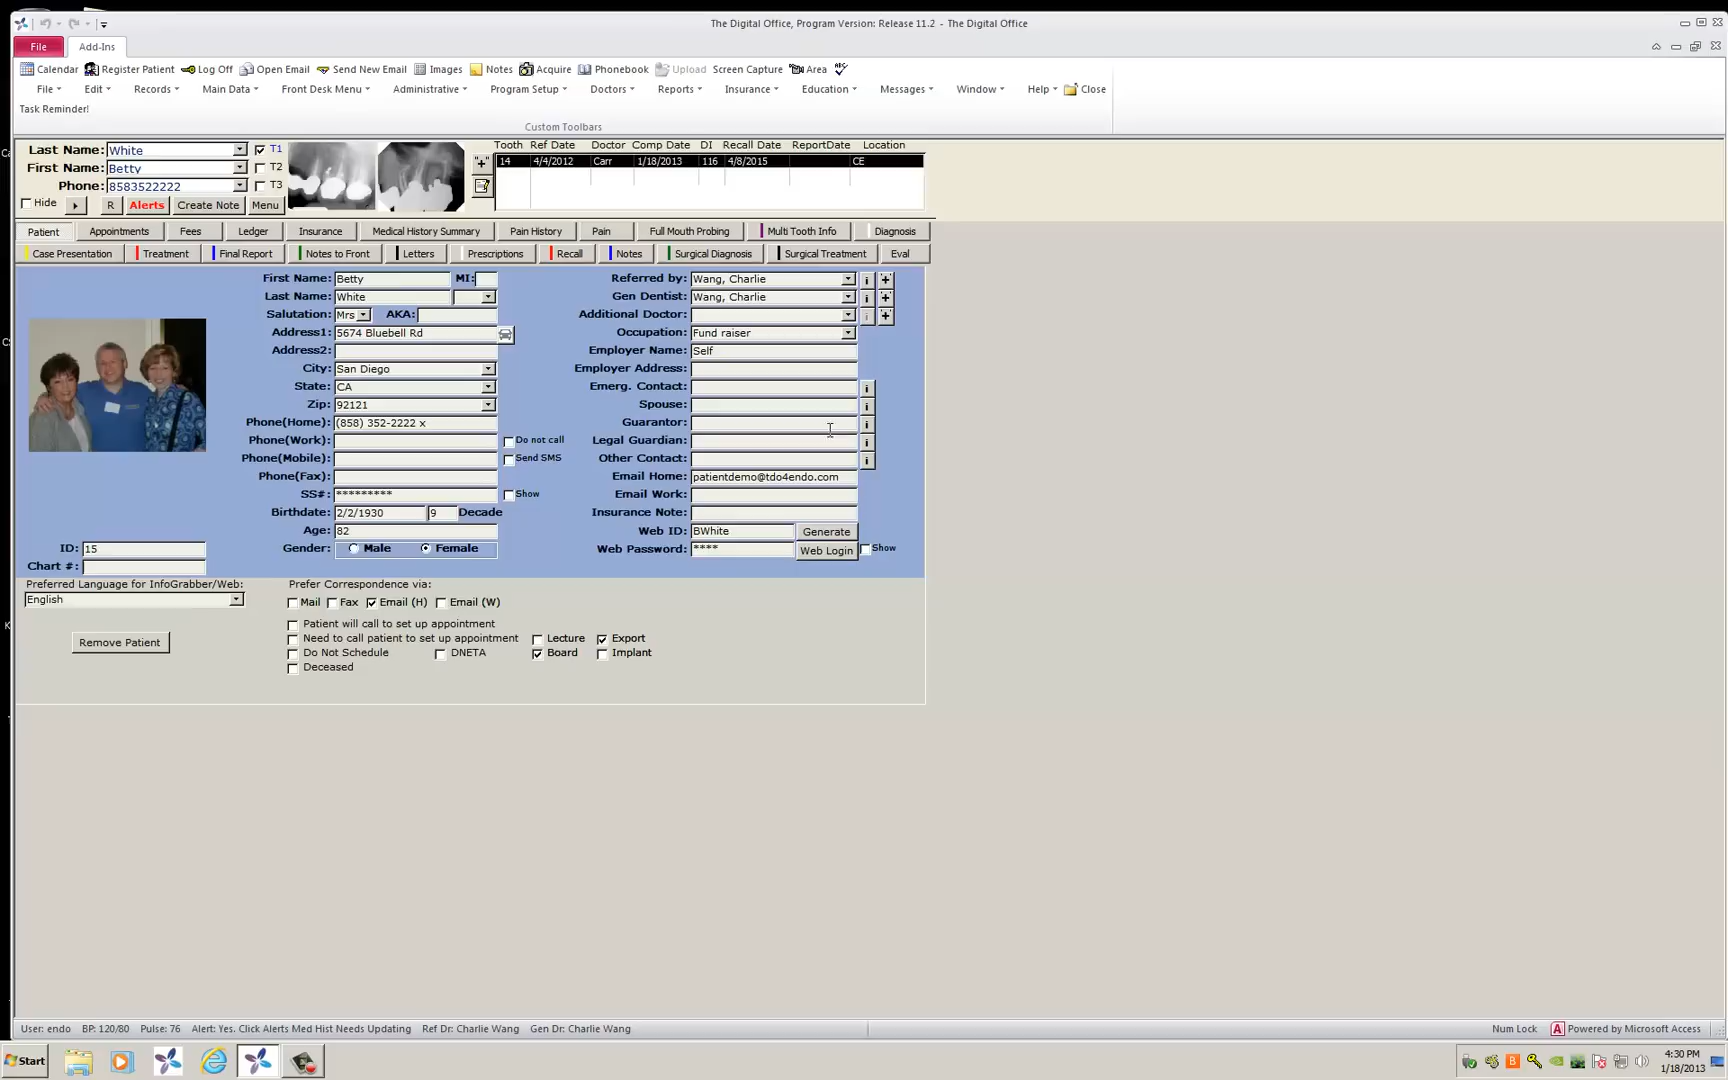 The Digital Office, Program Version: Release 11.2 - The Digital Office
File Add-Ins
Calendar Register Patient Log Off Open Email Send New Email Images Notes Acquire Phonebook Upload Screen Capture Area ABC
File Edit Records Main Data Front Desk Menu Administrative Program Setup Doctors Reports Insurance Education Messages Window Help Close
Task Reminder!
Custom Toolbars
Last Name: White T1
First Name: Betty T2
Phone: 8583522222 T3
Hide R Alerts Create Note Menu
Tooth Ref Date Doctor Comp Date DI Recall Date ReportDate Location
14 4/4/2012 Carr 1/18/2013 116 4/8/2015 CE
Patient Appointments Fees Ledger Insurance Medical History Summary Pain History Pain Full Mouth Probing Multi Tooth Info Diagnosis
Case Presentation Treatment Final Report Notes to Front Letters Prescriptions Recall Notes Surgical Diagnosis Surgical Treatment Eval
First Name: Betty MI: Referred by: Wang, Charlie i +
Last Name: White Gen Dentist: Wang, Charlie i +
Salutation: Mrs AKA: Additional Doctor: i +
Address1: 5674 Bluebell Rd Occupation: Fund raiser
Address2: Employer Name: Self
City: San Diego Employer Address:
State: CA Emerg. Contact: i
Zip: 92121 Spouse: i
Phone(Home): (858) 352-2222 x Guarantor: i
Phone(Work): Do not call Legal Guardian: i
Phone(Mobile): Send SMS Other Contact: i
Phone(Fax): Email Home: patientdemo@tdo4endo.com
SS#: ********* Show Email Work:
Birthdate: 2/2/1930 9 Decade Insurance Note:
Age: 82 Web ID: BWhite Generate
ID: 15 Gender: Male Female Web Password: **** Web Login Show
Chart #:
Preferred Language for InfoGrabber/Web: Prefer Correspondence via:
English Mail Fax Email (H) Email (W)
Patient will call to set up appointment
Remove Patient Need to call patient to set up appointment Lecture Export
Do Not Schedule DNETA Board Implant
Deceased
User: endo BP: 120/80 Pulse: 76 Alert: Yes. Click Alerts Med Hist Needs Updating Ref Dr: Charlie Wang Gen Dr: Charlie Wang Num Lock Powered by Microsoft Access
Start 4:30 PM
1/18/2013